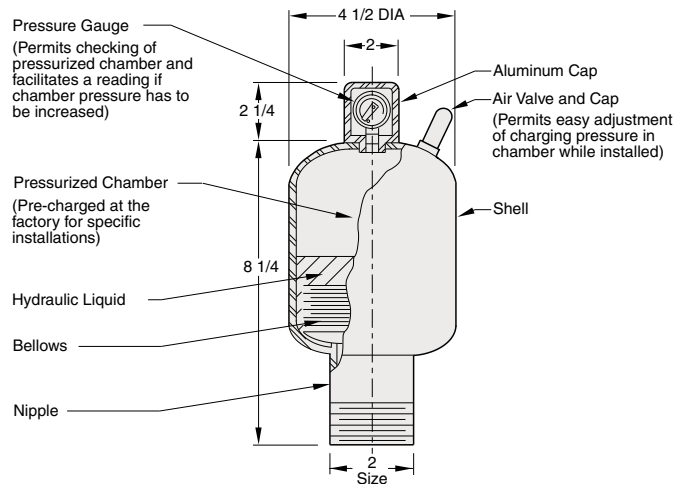 4 1/2 DIA
Pressure Gauge
(Permits checking of
pressurized chamber and
facilitates a reading if
chamber pressure has to
be increased)
2
2 1/4
Aluminum Cap
Air Valve and Cap
(Permits easy adjustment
of charging pressure in
chamber while installed)
Pressurized Chamber
(Pre-charged at the
factory for specific
installations)
Shell
8 1/4
Hydraulic Liquid
Bellows
Nipple
2
Size